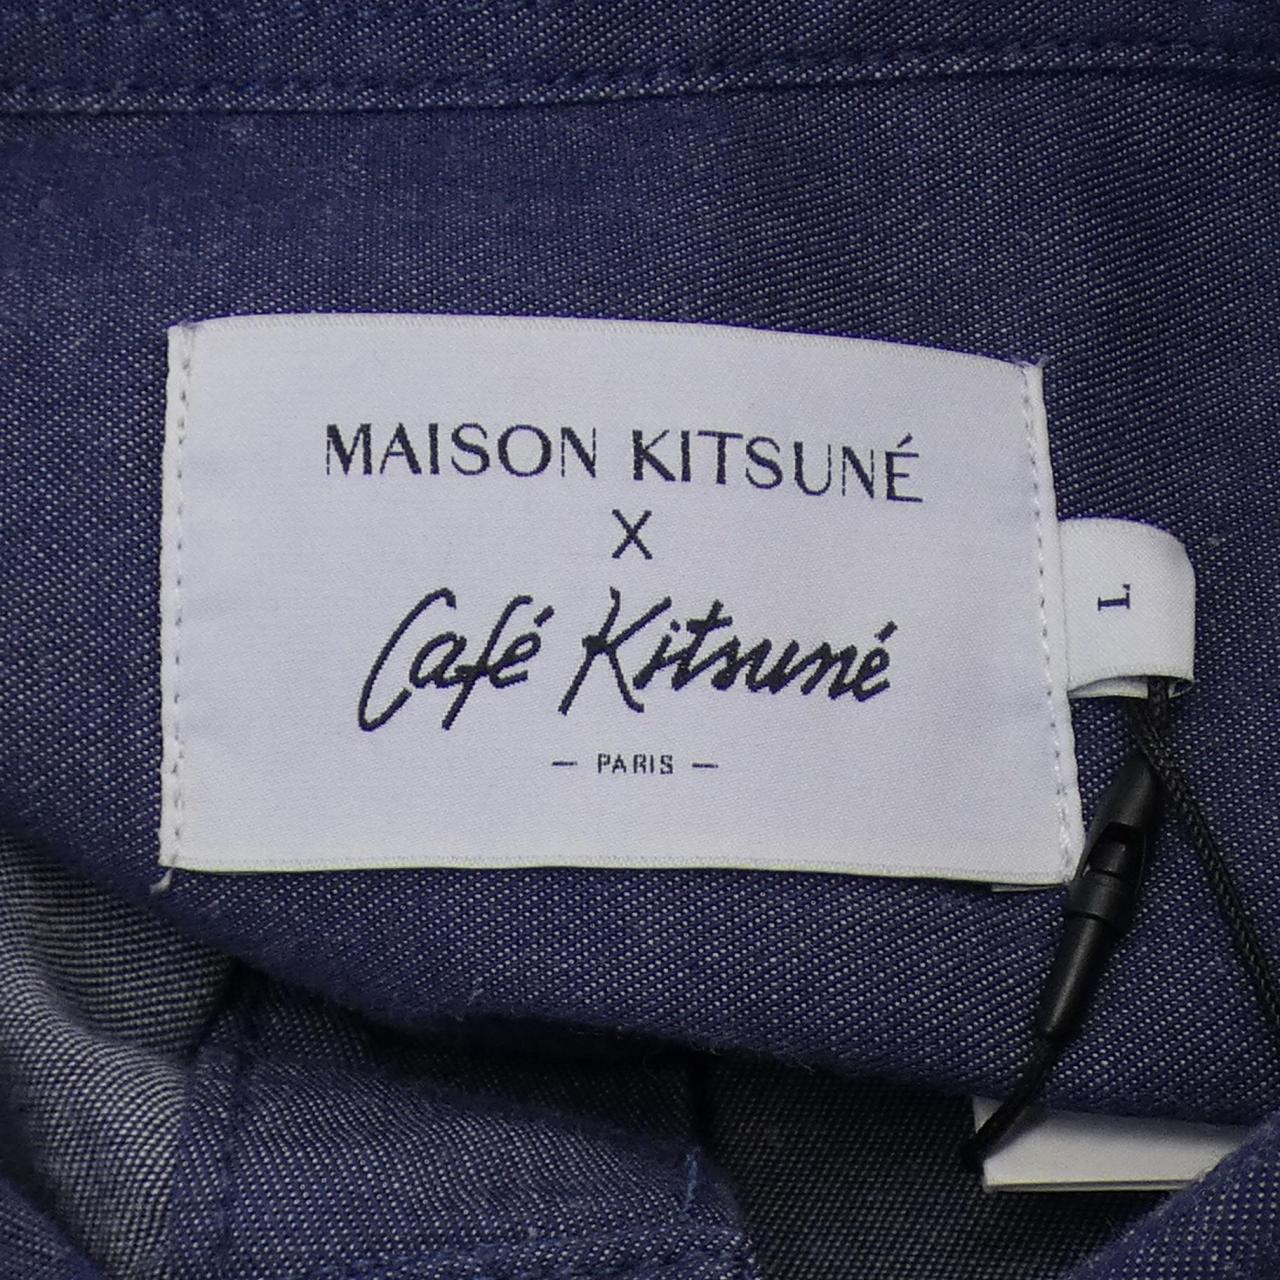 MAISON KITSUNÉ
X
Café Kitsuné
— PARIS —
L